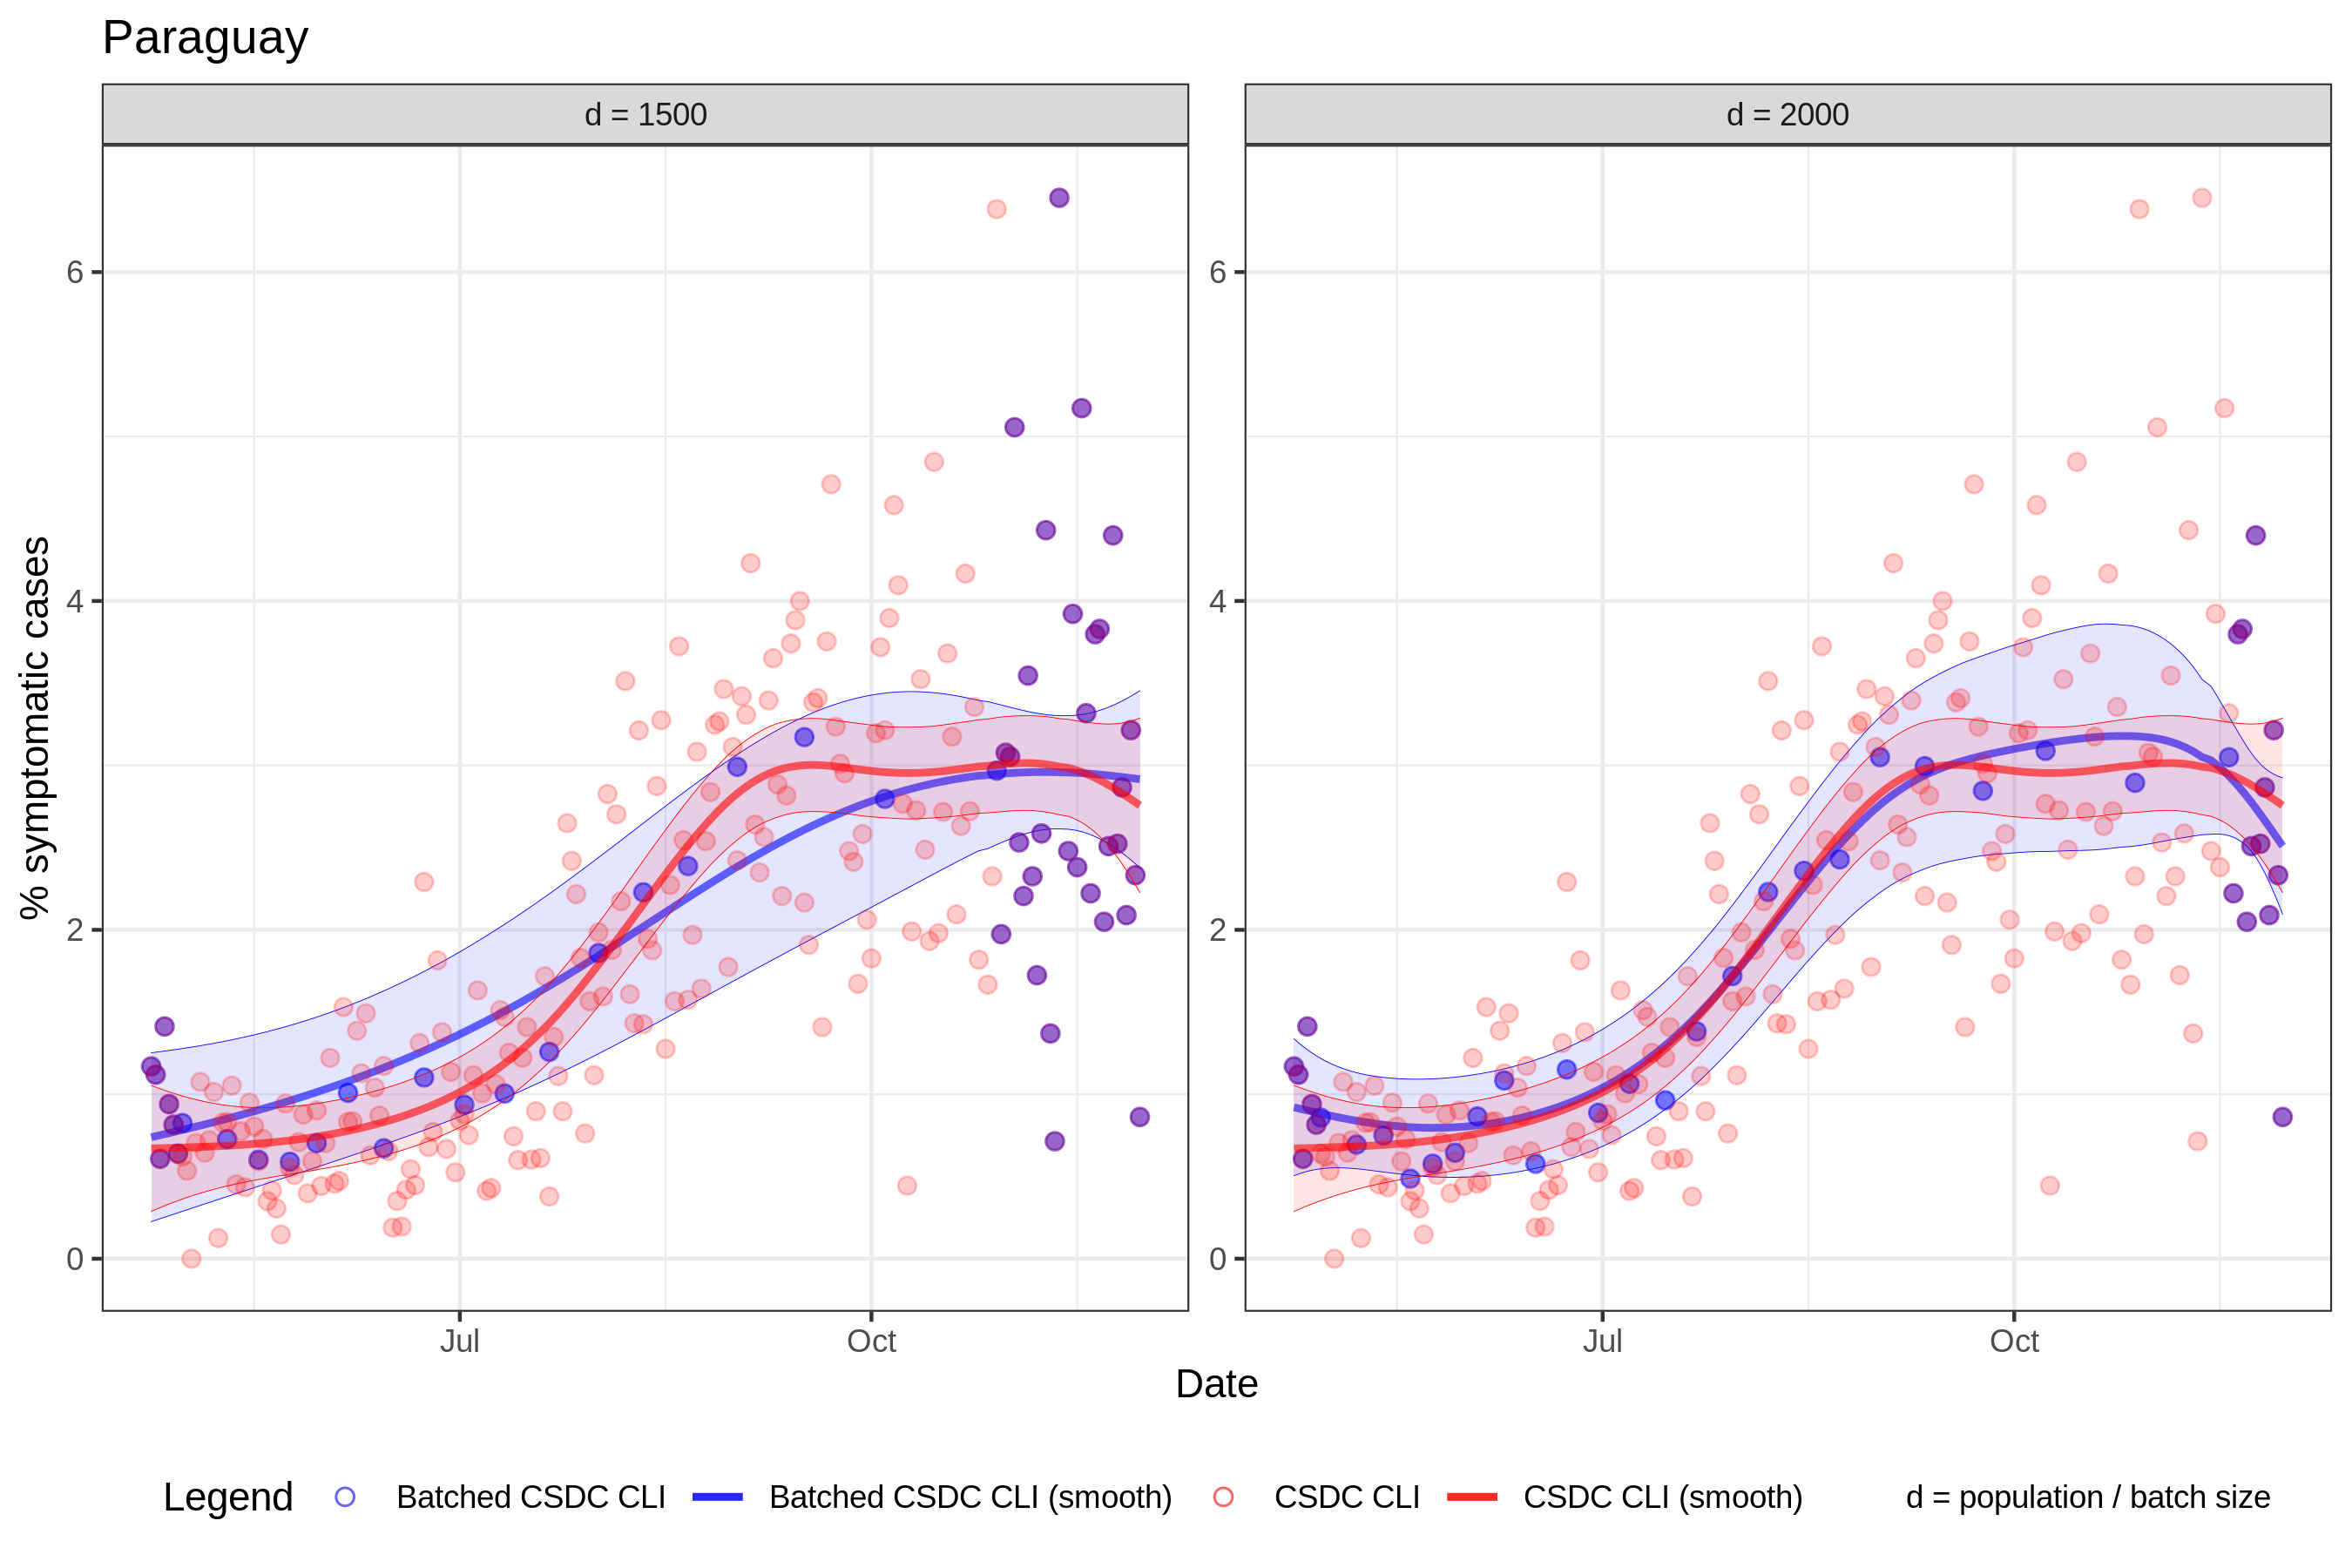 Paraguay
d = 1500
d = 2000
% symptomatic cases
6
4
2
0
6
4
2
0
Jul
Oct
Jul
Oct
Date
Legend
Batched CSDC CLI
Batched CSDC CLI (smooth)
CSDC CLI
CSDC CLI (smooth)
d = population / batch size